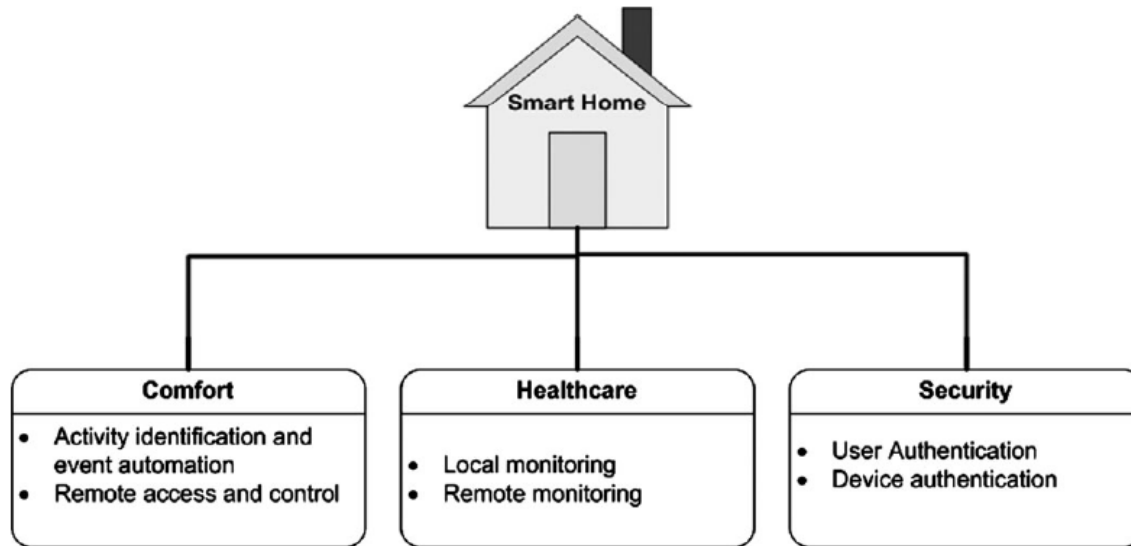 Smart Home
Comfort
• Activity identification and
event automation
• Remote access and control
Healthcare
• Local monitoring
• Remote monitoring
Security
• User Authentication
• Device authentication